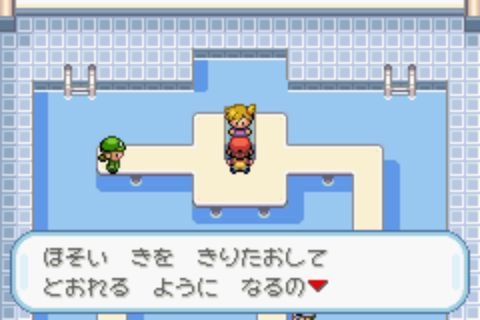 ほそい　きを　きりたおして
とおれる　ように　なるの▼